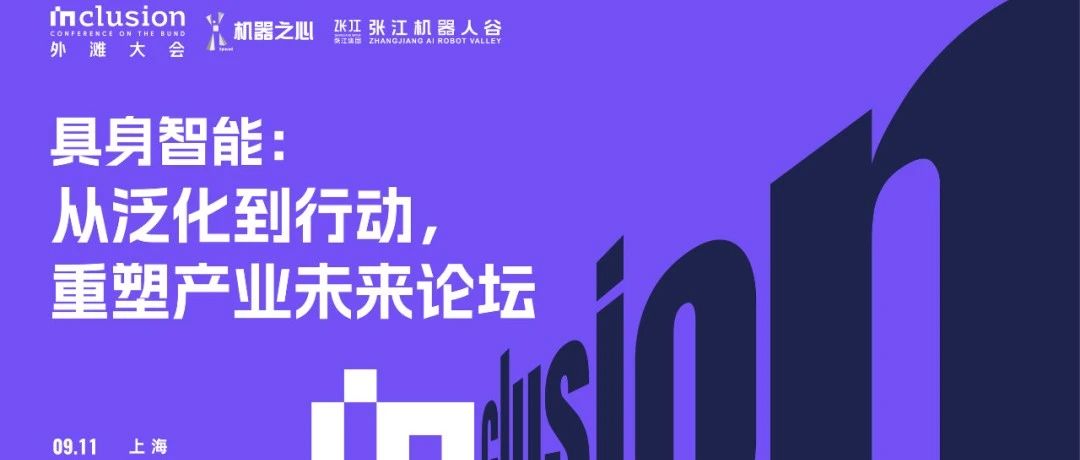 inclusion
CONFERENCE ON THE BUND
外滩大会
机器之心
张江
张江集团
张江机器人谷
ZHANGJIANG AI ROBOT VALLEY
具身智能：
从泛化到行动，
重塑产业未来论坛
inclusion
09.11 上海